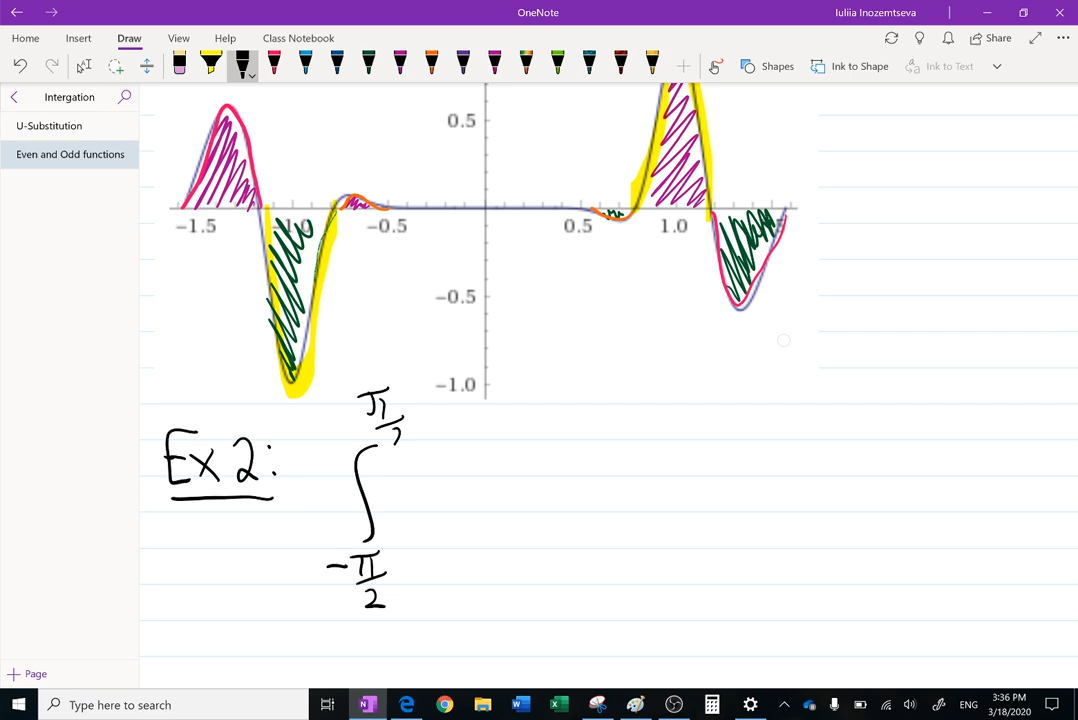 OneNote
Iuliia Inozemtseva
Home Insert Draw View Help Class Notebook
Share
Shapes Ink to Shape Ink to Text
Intergation
U-Substitution
Even and Odd functions
Page
0.5
-1.5 -1.0 -0.5 0.5 1.0
-0.5
-1.0
π
Ex 2: ∫
-π
2
Type here to search
ENG
3:36 PM
3/18/2020